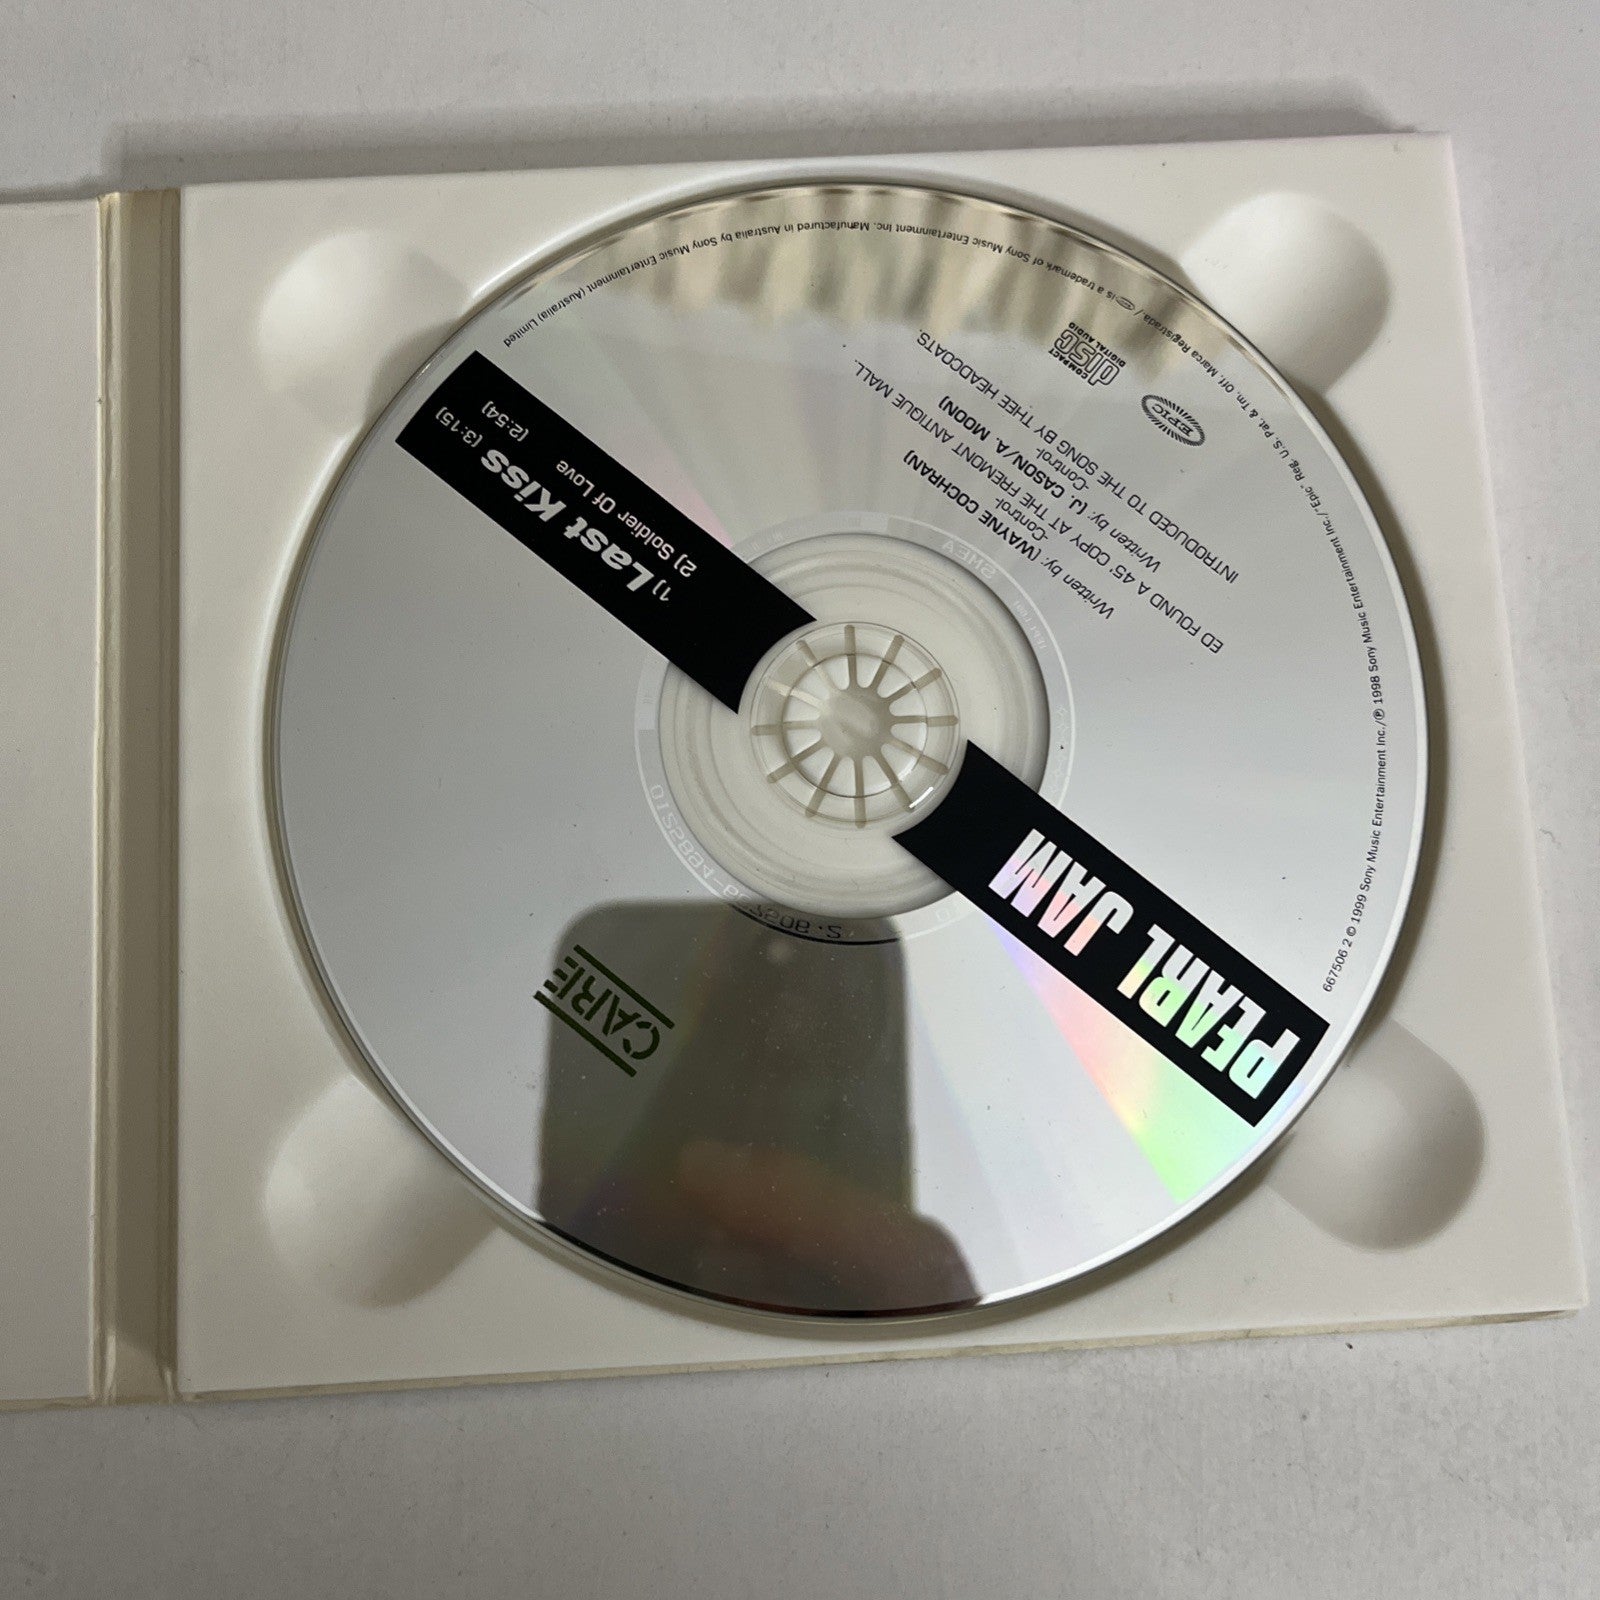 PEARL JAM
1) Last Kiss (3:15)
2) Soldier Of Love (2:54)
Written by: (WAYNE COCHRAN)
-Control-
ED FOUND A 45' COPY AT THE FREMONT ANTIQUE MALL.
Written by: (J. CASON/A. MOON)
-Control-
INTRODUCED TO THE SONG BY THEE HEADCOATS.
EPIC
COMPACT
disc
DIGITAL AUDIO
CARE
667506 2 © 1999 Sony Music Entertainment Inc./℗ 1998 Sony Music Entertainment Inc./"Epic" Reg. U.S. Pat. & Tm. Off. Marca Registrada./ EPIC is a trademark of Sony Music Entertainment Inc. Manufactured in Australia by Sony Music Entertainment (Australia) Limited